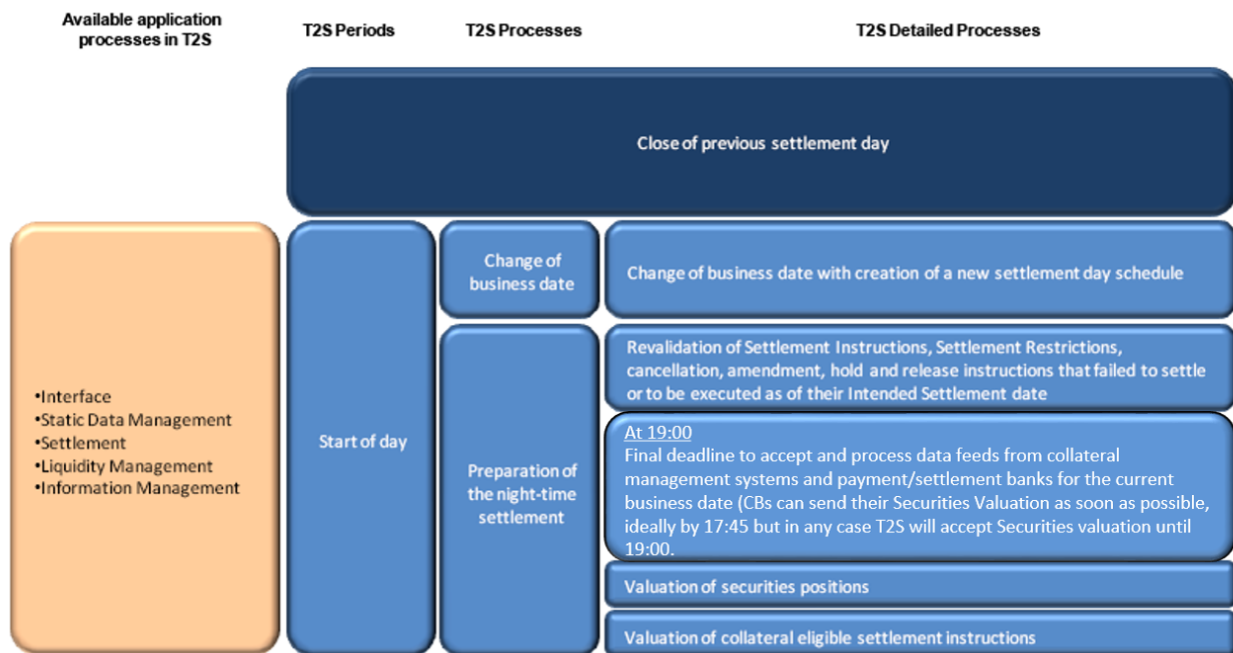 Available application
processes in T2S
T2S Periods
T2S Processes
T2S Detailed Processes
Close of previous settlement day
•Interface
•Static Data Management
•Settlement
•Liquidity Management
•Information Management
Start of day
Change of
business date
Change of business date with creation of a new settlement day schedule
Preparation of
the night-time
settlement
Revalidation of Settlement Instructions, Settlement Restrictions,
cancellation, amendment, hold and release instructions that failed to settle
or to be executed as of their Intended Settlement date
At 19:00
Final deadline to accept and process data feeds from collateral
management systems and payment/settlement banks for the current
business date (CBs can send their Securities Valuation as soon as possible,
ideally by 17:45 but in any case T2S will accept Securities valuation until
19:00.
Valuation of securities positions
Valuation of collateral eligible settlement instructions